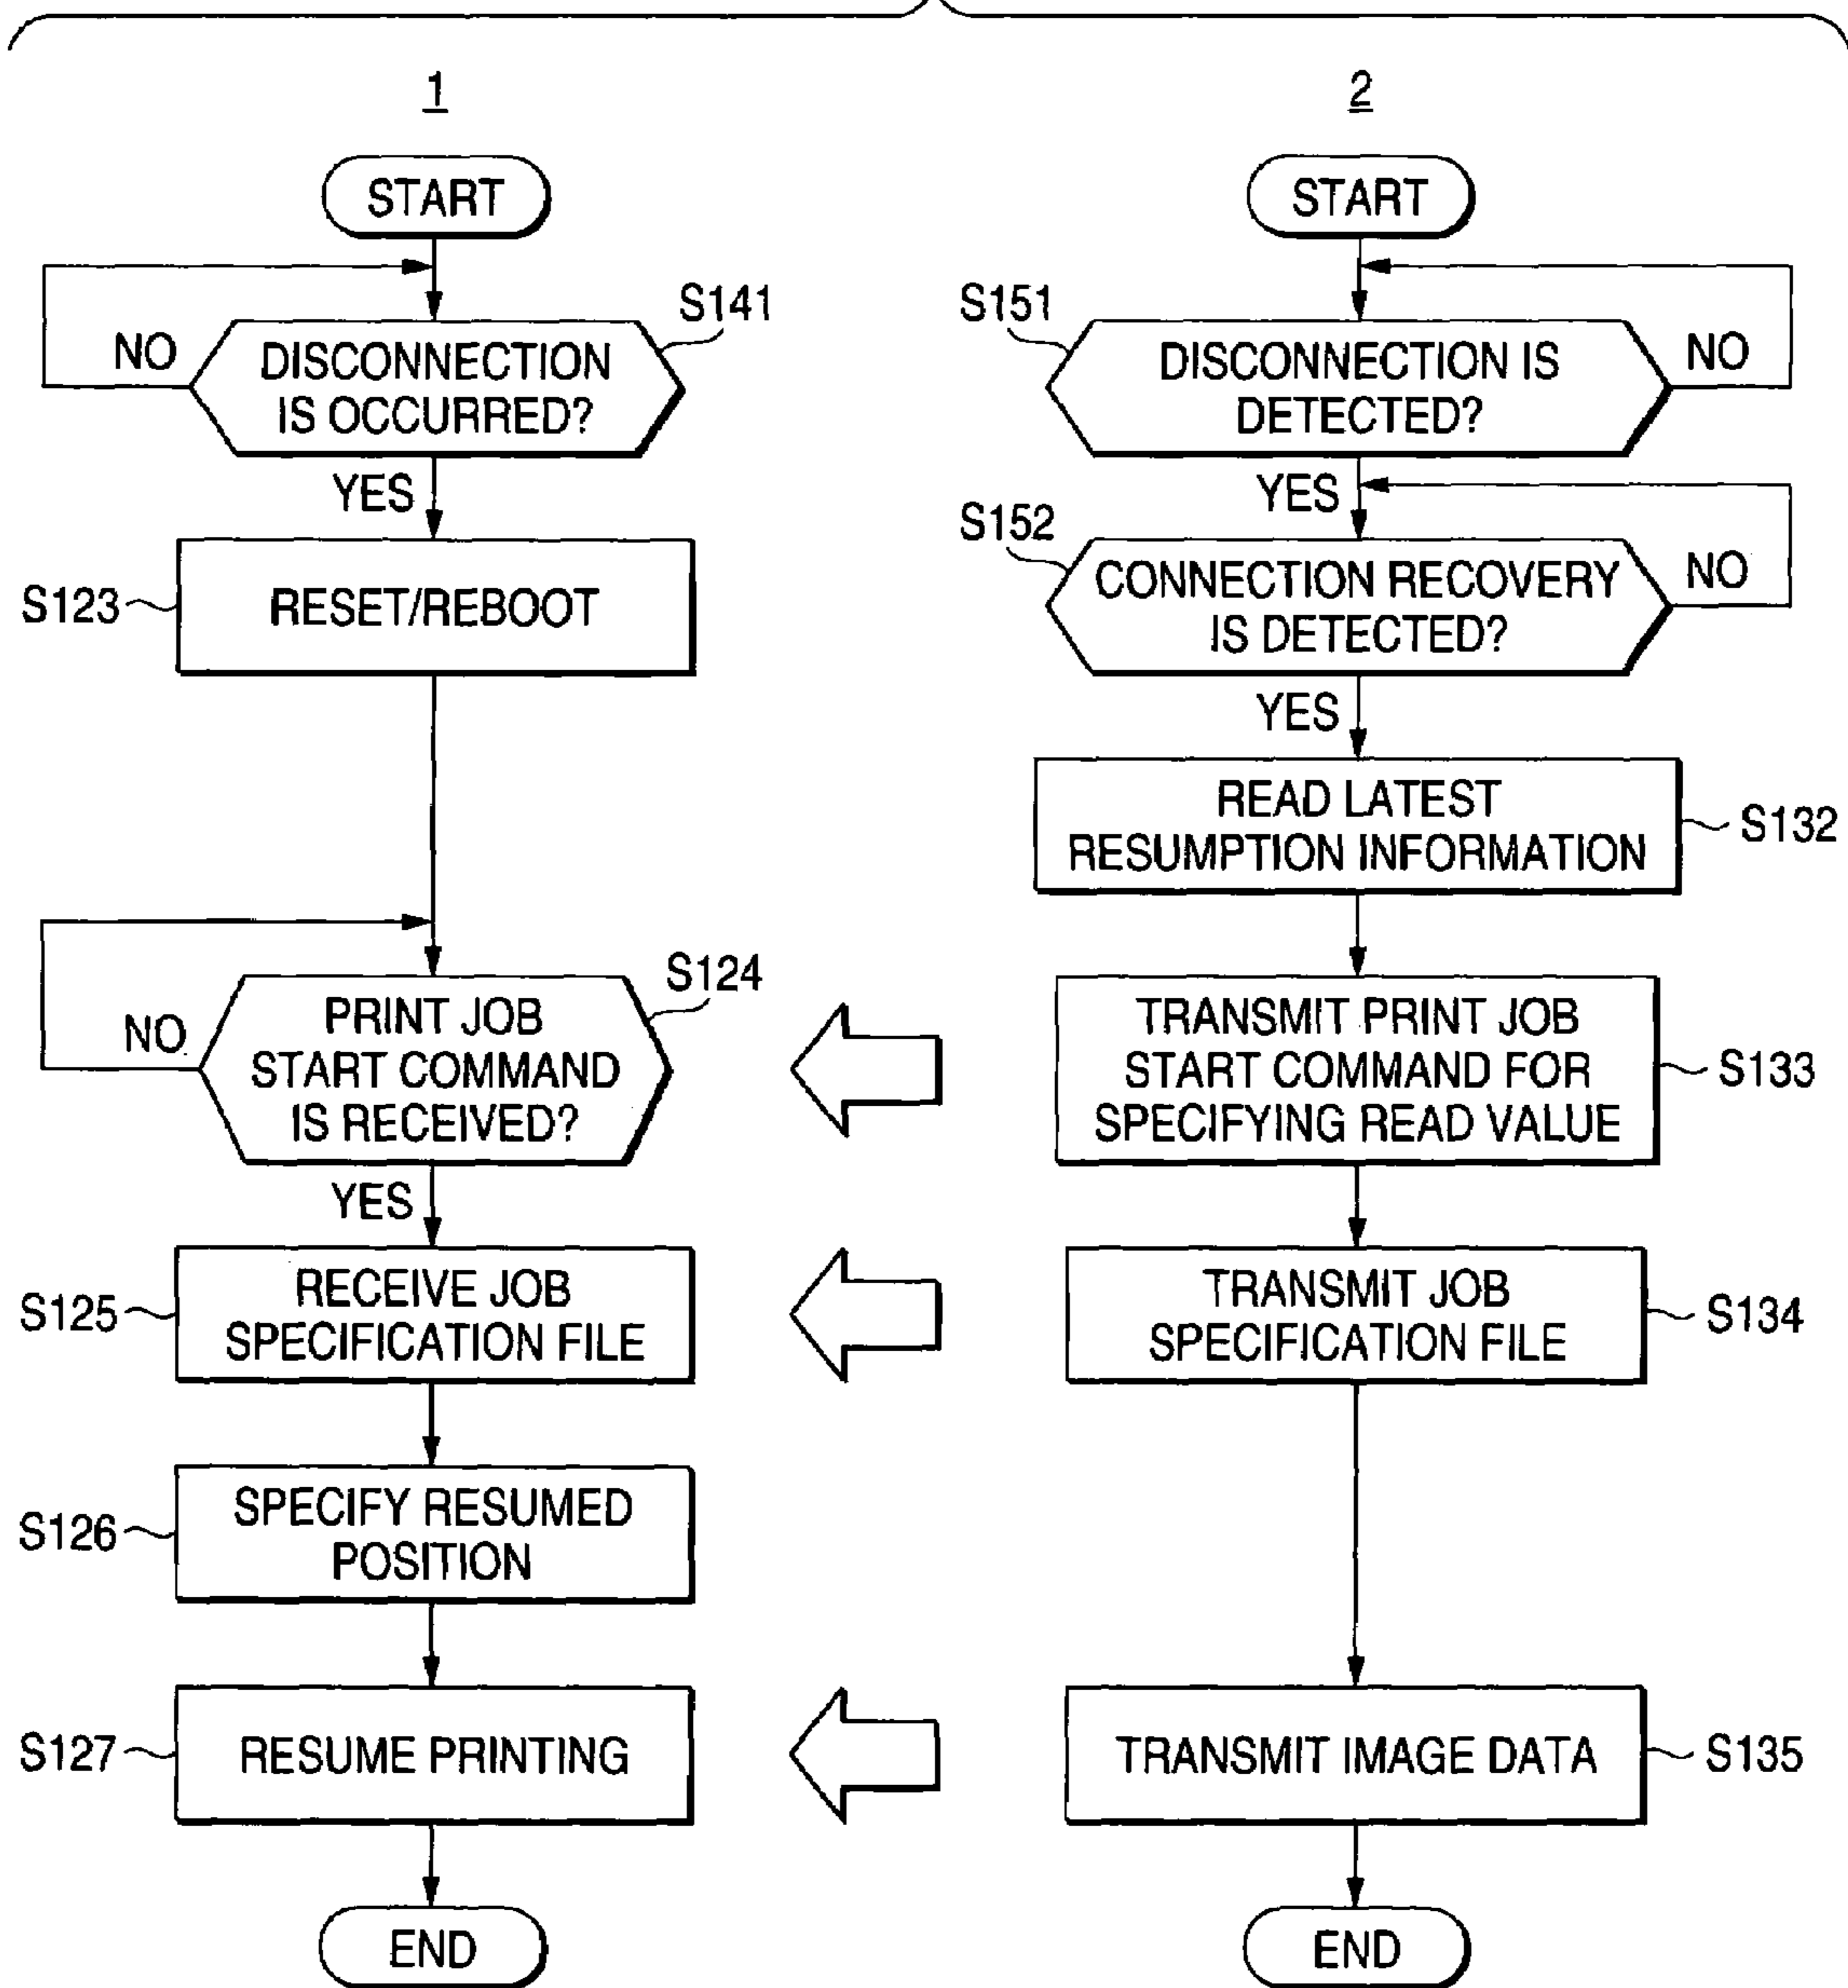 1
START
S141
NO
DISCONNECTION
IS OCCURRED?
YES
S123
RESET/REBOOT
S124
NO
PRINT JOB
START COMMAND
IS RECEIVED?
YES
S125
RECEIVE JOB
SPECIFICATION FILE
S126
SPECIFY RESUMED
POSITION
S127
RESUME PRINTING
END
2
START
S151
DISCONNECTION IS
DETECTED?
NO
YES
S152
CONNECTION RECOVERY
IS DETECTED?
NO
YES
READ LATEST
RESUMPTION INFORMATION
S132
TRANSMIT PRINT JOB
START COMMAND FOR
SPECIFYING READ VALUE
S133
TRANSMIT JOB
SPECIFICATION FILE
S134
TRANSMIT IMAGE DATA
S135
END